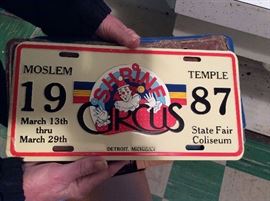 MOSLEM TEMPLE
SHRINE
19 87
CIRCUS
March 13th
thru
March 29th
State Fair
Coliseum
DETROIT, MICHIGAN